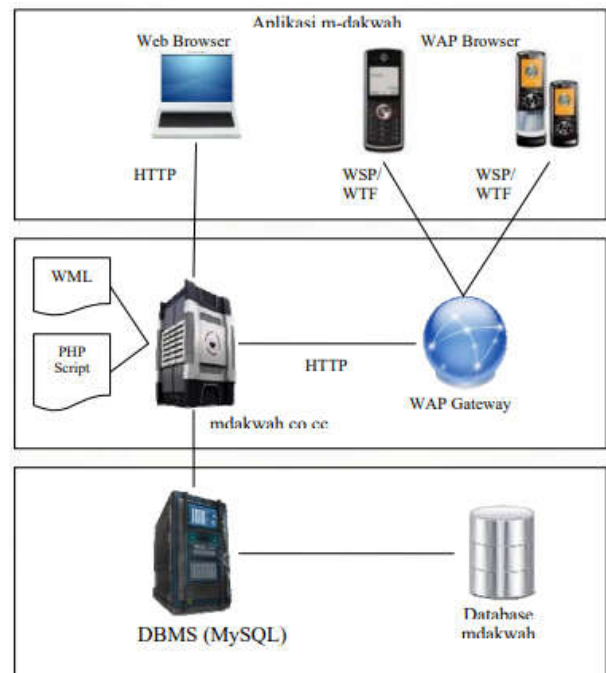 Aplikasi m-dakwah
Web Browser
WAP Browser
HTTP
WSP/
WTF
WSP/
WTF
WML
PHP
Script
HTTP
WAP Gateway
mdakwah.co.cc
DBMS (MySQL)
Database
mdakwah